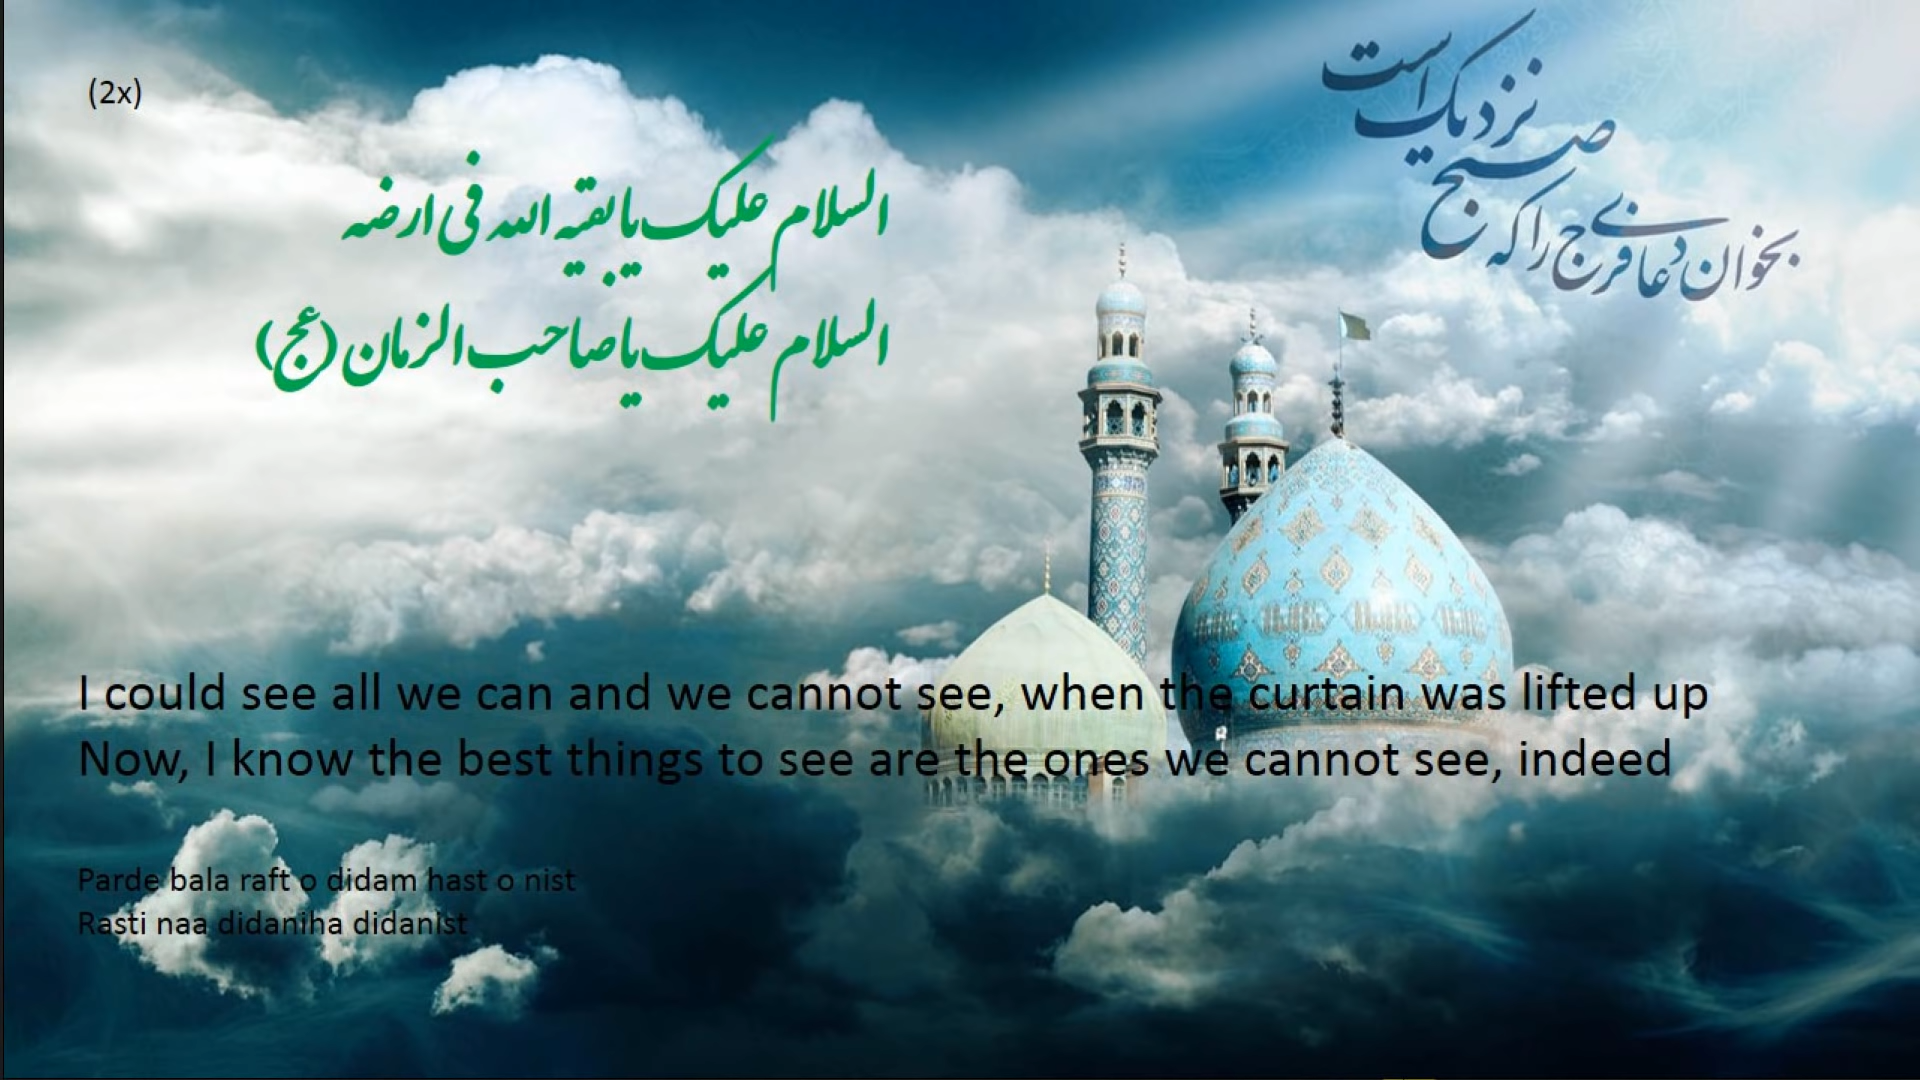 (2x)
السلام علیک یا بقیه الله فی ارضه
السلام علیک یا صاحب الزمان (عج)
بخوان دعای فرج را که
صبح
نزدیک است
I could see all we can and we cannot see, when the curtain was lifted up
Now, I know the best things to see are the ones we cannot see, indeed
Parde bala raft o didam hast o nist
Rasti naa didaniha didanist